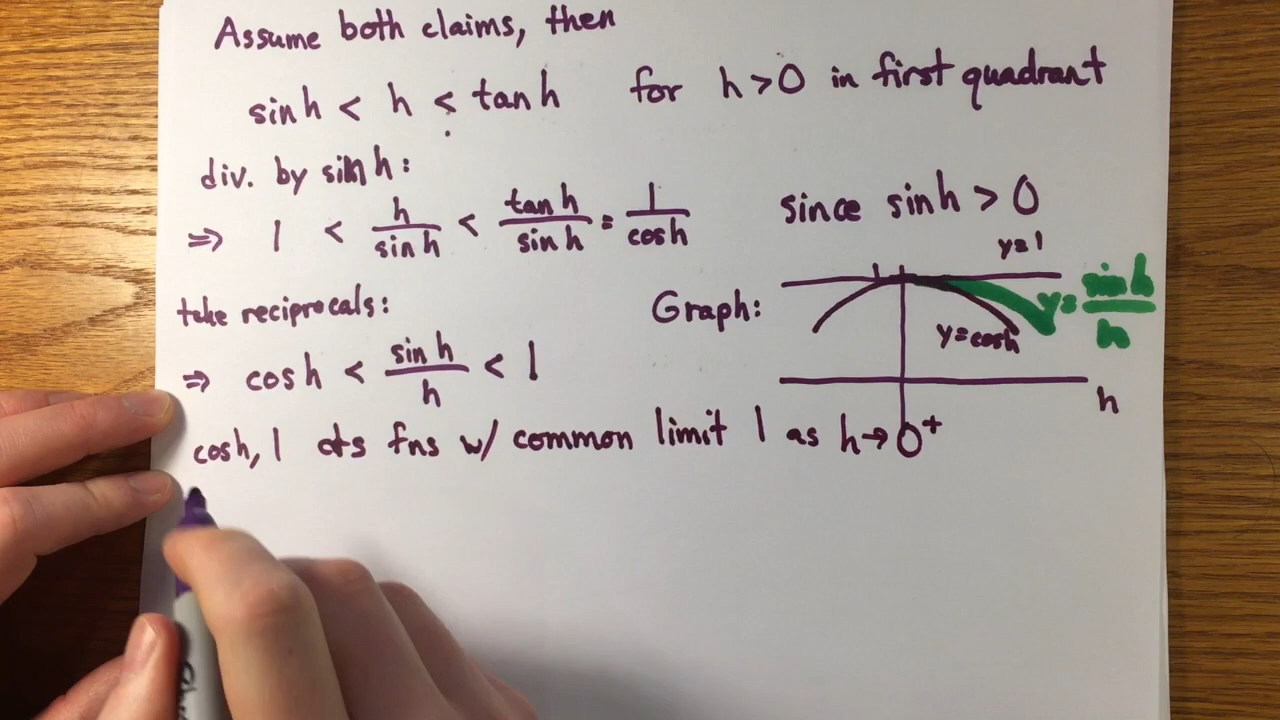 Assume both claims, then
sin h < h < tan h for h > 0 in first quadrant
div. by sin h:
⇒ 1 < h/sin h < tan h/sin h = 1/cos h since sin h > 0
y=1
take reciprocals: Graph: y= sin h/h
y=cos h
⇒ cos h < sin h/h < 1
h
cos h, 1 cts fns w/ common limit 1 as h→0⁺